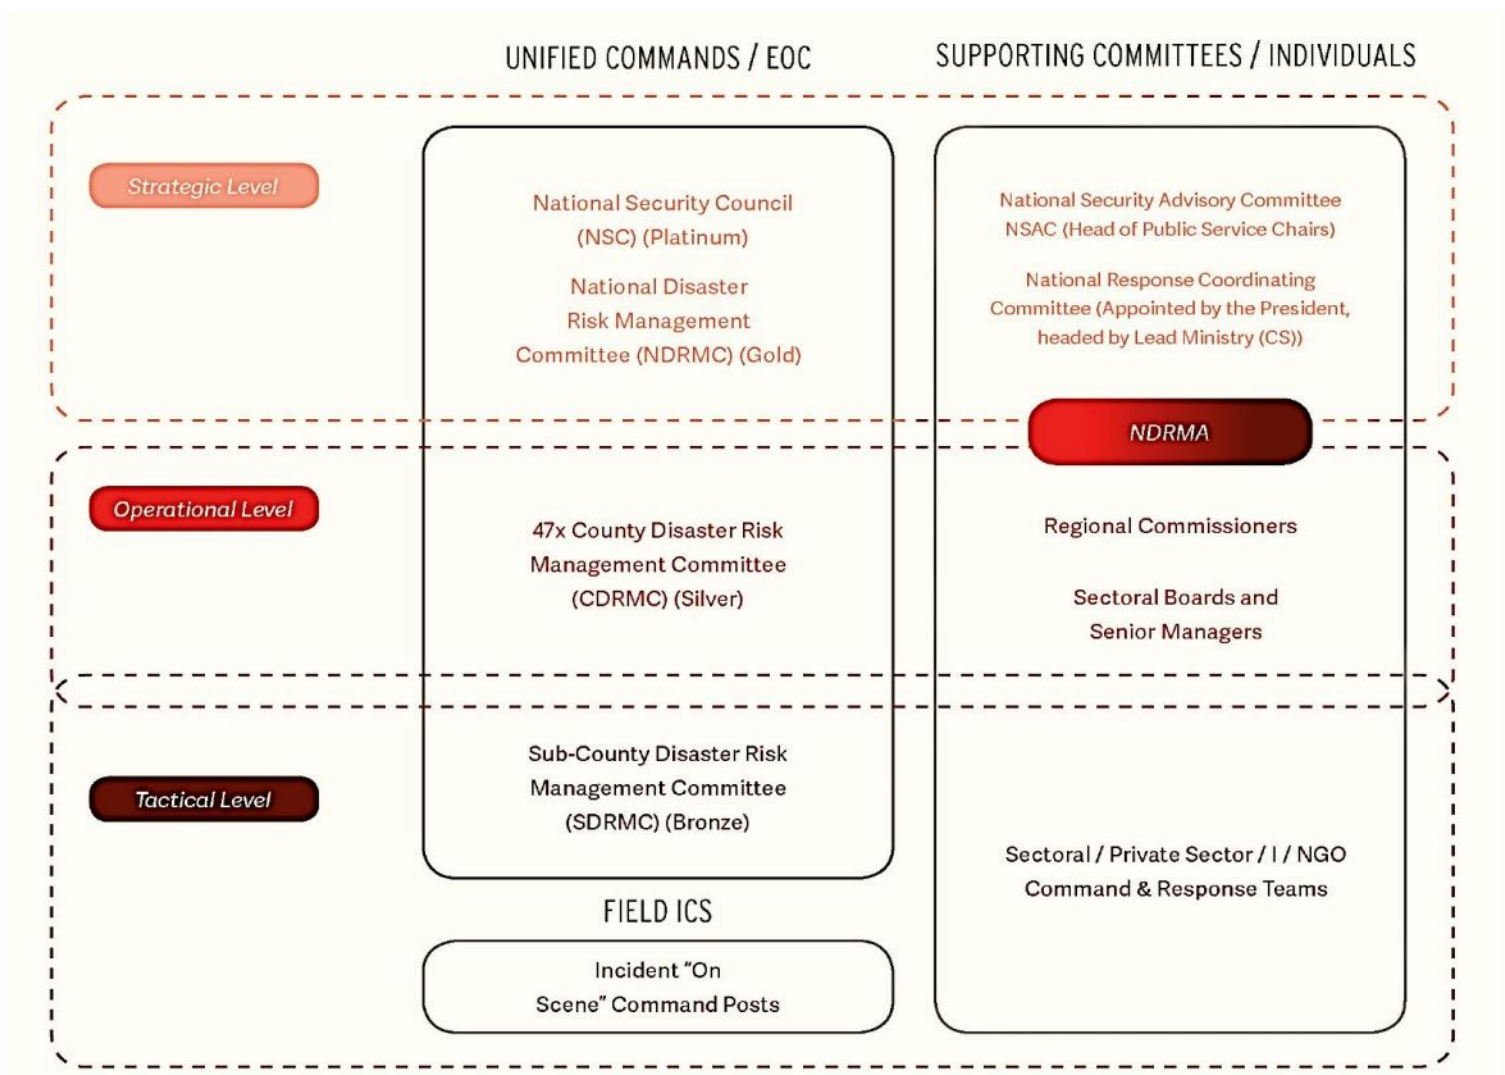 UNIFIED COMMANDS / EOC
SUPPORTING COMMITTEES / INDIVIDUALS
Strategic Level
National Security Council
(NSC) (Platinum)
National Disaster
Risk Management
Committee (NDRMC) (Gold)
National Security Advisory Committee
NSAC (Head of Public Service Chairs)
National Response Coordinating
Committee (Appointed by the President,
headed by Lead Ministry (CS))
NDRMA
Operational Level
47x County Disaster Risk
Management Committee
(CDRMC) (Silver)
Regional Commissioners
Sectoral Boards and
Senior Managers
Tactical Level
Sub-County Disaster Risk
Management Committee
(SDRMC) (Bronze)
Sectoral / Private Sector / I / NGO
Command & Response Teams
FIELD ICS
Incident “On
Scene” Command Posts